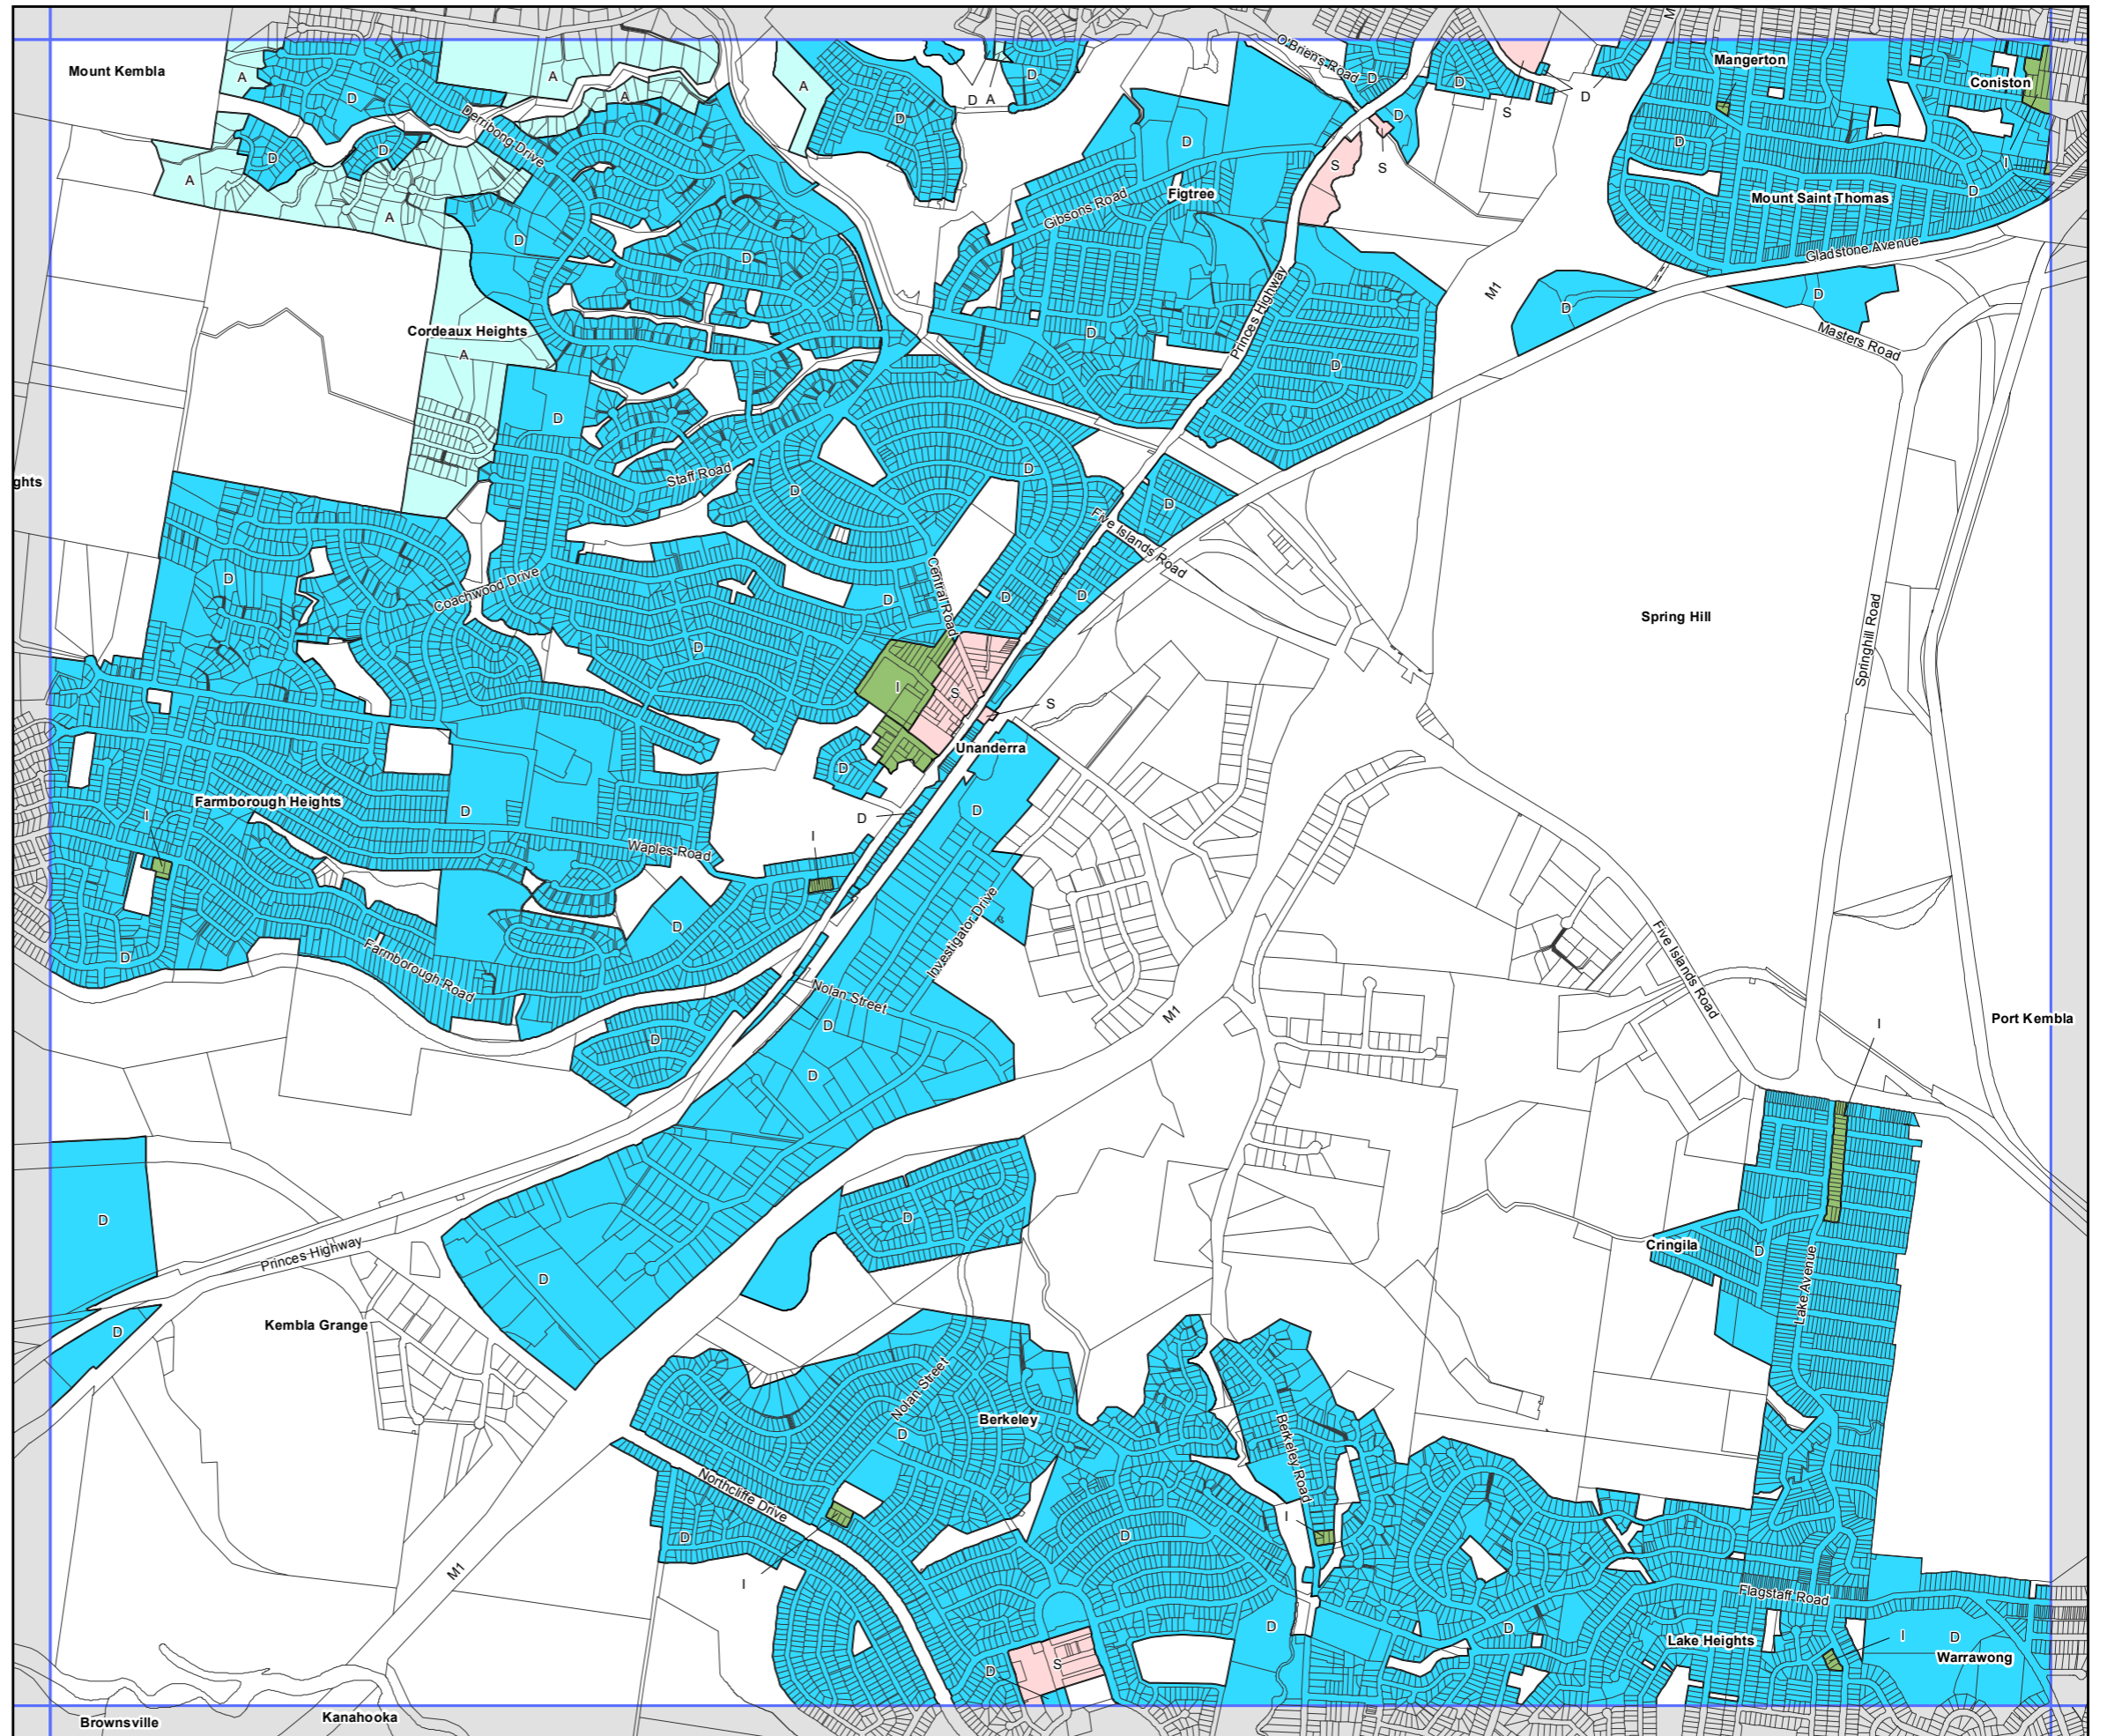 M
O'Briens Road
Mount Kembla
A
D
A
A
A
D
D
A
D
D
D
S
D
Mangerton
Coniston
Derribong Drive
D
D
D
D
A
A
D
D
Gibsons Road
Figtree
D
S
S
D
Mount Saint Thomas
D
I
Gladstone Avenue
D
D
Cordeaux Heights
A
D
Princes Highway
D
M1
D
D
Masters Road
D
Staff Road
D
D
D
Five Islands Road
ghts
D
Coachwood Drive
D
D
Central Road
D
D
Spring Hill
Springhill Road
I
S
S
Unanderra
D
D
D
Farmborough Heights
I
D
Waples Road
I
D
D
Farmborough Road
Investigator Drive
Nolan Street
D
D
D
M1
Five Islands Road
Port Kembla
I
D
Princes Highway
D
D
Cringila
D
Lake Avenue
D
Kembla Grange
Nolan Street
Berkeley
D
Berkeley Road
Northcliffe Drive
D
I
D
I
M1
D
D
Flagstaff Road
Lake Heights
I
D
Warrawong
D
S
Brownsville
Kanahooka